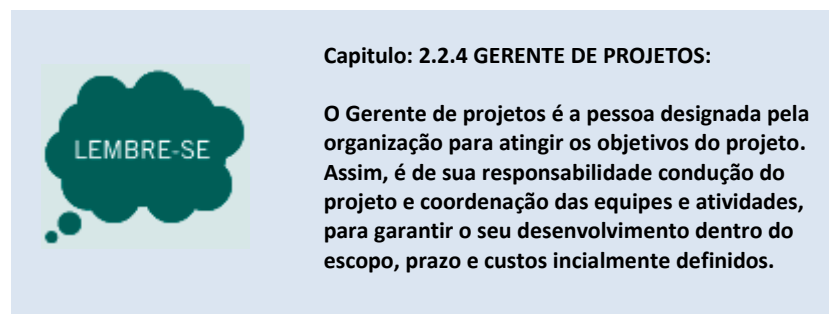 LEMBRE-SE
Capitulo: 2.2.4 GERENTE DE PROJETOS:
O Gerente de projetos é a pessoa designada pela
organização para atingir os objetivos do projeto.
Assim, é de sua responsabilidade condução do
projeto e coordenação das equipes e atividades,
para garantir o seu desenvolvimento dentro do
escopo, prazo e custos incialmente definidos.